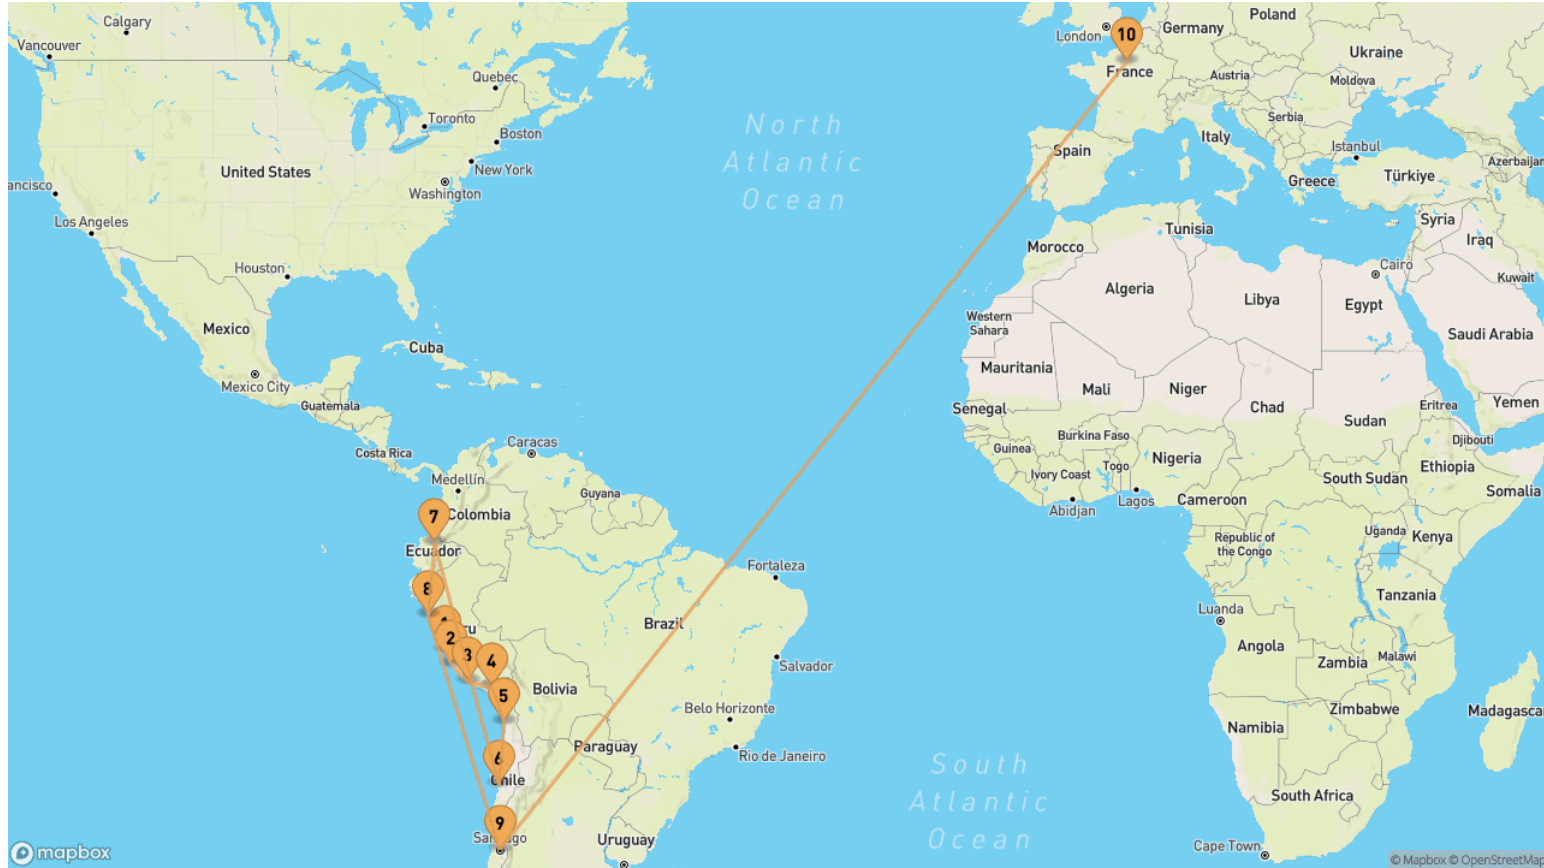 Calgary
Vancouver
Quebec
Toronto
Boston
New York
Washington
United States
ancisco
Los Angeles
Houston
Mexico
Mexico City
Cuba
Guatemala
Costa Rica
Caracas
Medellín
Colombia
Guyana
Ecuador
Fortaleza
Brazil
Salvador
Bolivia
Belo Horizonte
Rio de Janeiro
Paraguay
Chile
Uruguay
North
Atlantic
Ocean
South
Atlantic
Ocean
London
Germany
Poland
Ukraine
France
Austria
Moldova
Serbia
Italy
Spain
Istanbul
Greece
Türkiye
Azerbaijan
Syria
Iraq
Tunisia
Morocco
Cairo
Kuwait
Algeria
Libya
Egypt
Saudi Arabia
Western
Sahara
Mauritania
Mali
Niger
Chad
Sudan
Eritrea
Yemen
Senegal
Guinea
Burkina Faso
Ivory Coast
Togo
Nigeria
Abidjan
Lagos
Cameroon
South Sudan
Ethiopia
Djibouti
Somalia
Republic of
the Congo
Uganda
Kenya
Tanzania
Luanda
Angola
Zambia
Malawi
Zimbabwe
Namibia
Madagascar
South Africa
Cape Town
10
7
8
2
3
4
5
6
9
mapbox
© Mapbox © OpenStreetMap